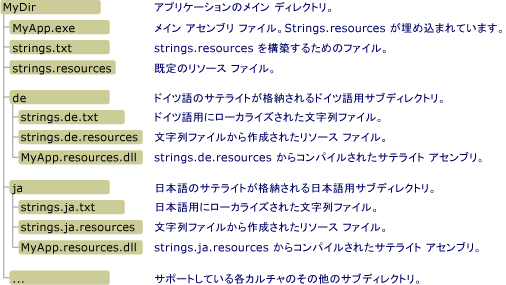 MyDir アプリケーションのメイン ディレクトリ。
MyApp.exe メイン アセンブリ ファイル。Strings.resources が埋め込まれています。
strings.txt strings.resources を構築するためのファイル。
strings.resources 既定のリソース ファイル。
de ドイツ語のサテライトが格納されるドイツ語用サブディレクトリ。
strings.de.txt ドイツ語用にローカライズされた文字列ファイル。
strings.de.resources 文字列ファイルから作成されたリソース ファイル。
MyApp.resources.dll strings.de.resources からコンパイルされたサテライト アセンブリ。
ja 日本語のサテライトが格納される日本語用サブディレクトリ。
strings.ja.txt 日本語用にローカライズされた文字列ファイル。
strings.ja.resources 文字列ファイルから作成されたリソース ファイル。
MyApp.resources.dll strings.ja.resources からコンパイルされたサテライト アセンブリ。
... サポートしている各カルチャのその他のサブディレクトリ。